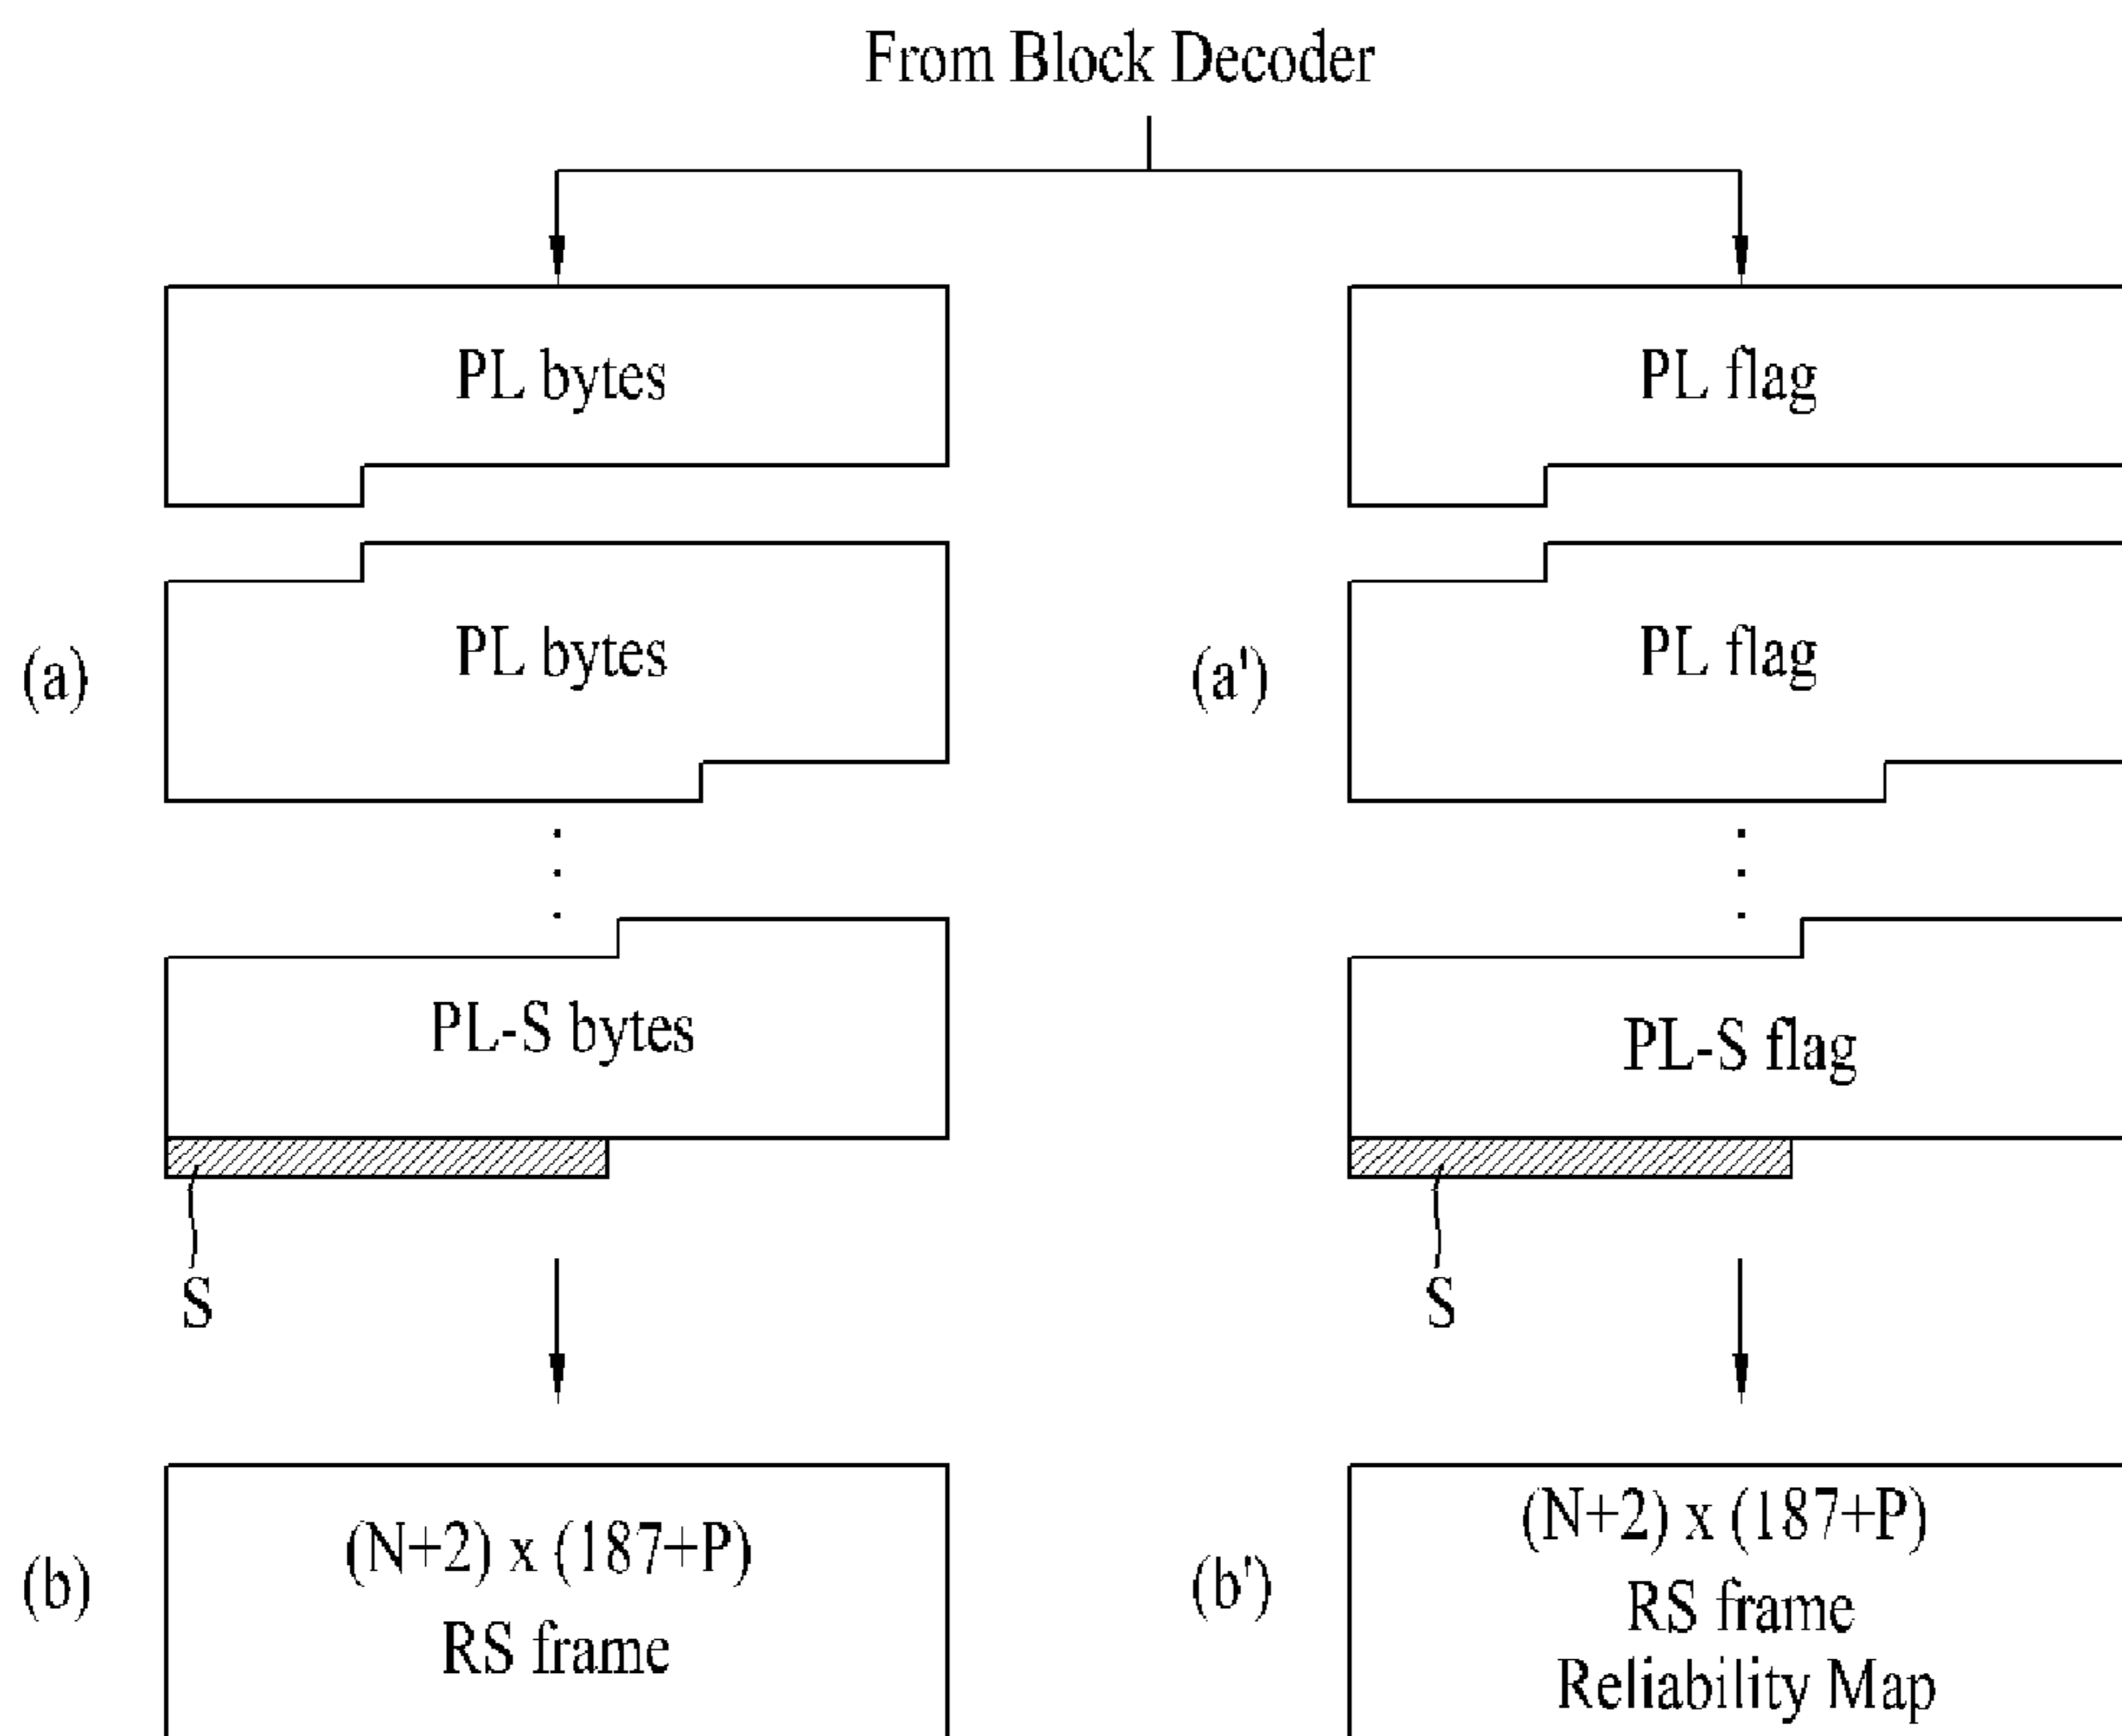 From Block Decoder
PL bytes
PL flag
PL bytes
PL flag
(a)
(a')
PL-S bytes
PL-S flag
S
S
(N+2) x (187+P)
RS frame
(N+2) x (187+P)
RS frame
Reliability Map
(b)
(b')